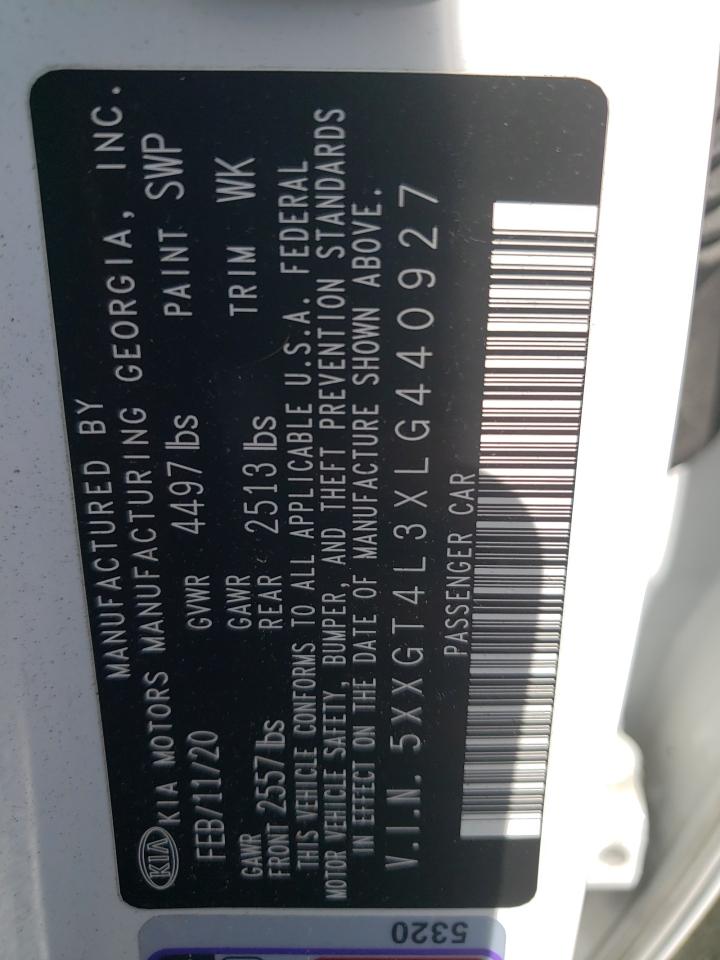 MANUFACTURED BY
KIA KIA MOTORS MANUFACTURING GEORGIA, INC.
FEB/11/20 GVWR 4497 lbs PAINT SWP
GAWR FRONT 2557 lbs GAWR REAR 2513 lbs TRIM WK
THIS VEHICLE CONFORMS TO ALL APPLICABLE U.S.A. FEDERAL
MOTOR VEHICLE SAFETY, BUMPER, AND THEFT PREVENTION STANDARDS
IN EFFECT ON THE DATE OF MANUFACTURE SHOWN ABOVE.
V.I.N. 5XXGT4L3XLG440927
PASSENGER CAR
5320